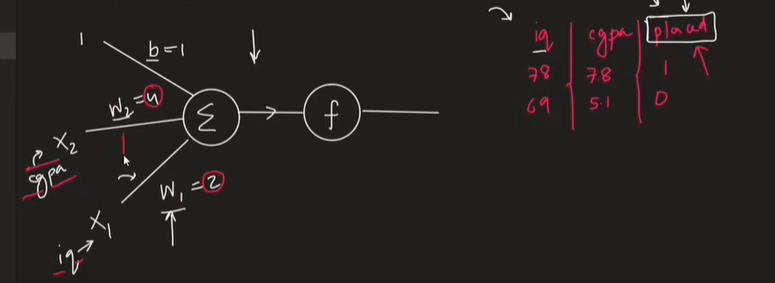 1
b=1
W₂=4
X₂
cgpa
W₁=2
X₁
iq
Σ
f
iq cgpa placed
78 7.8 1
69 5.1 0